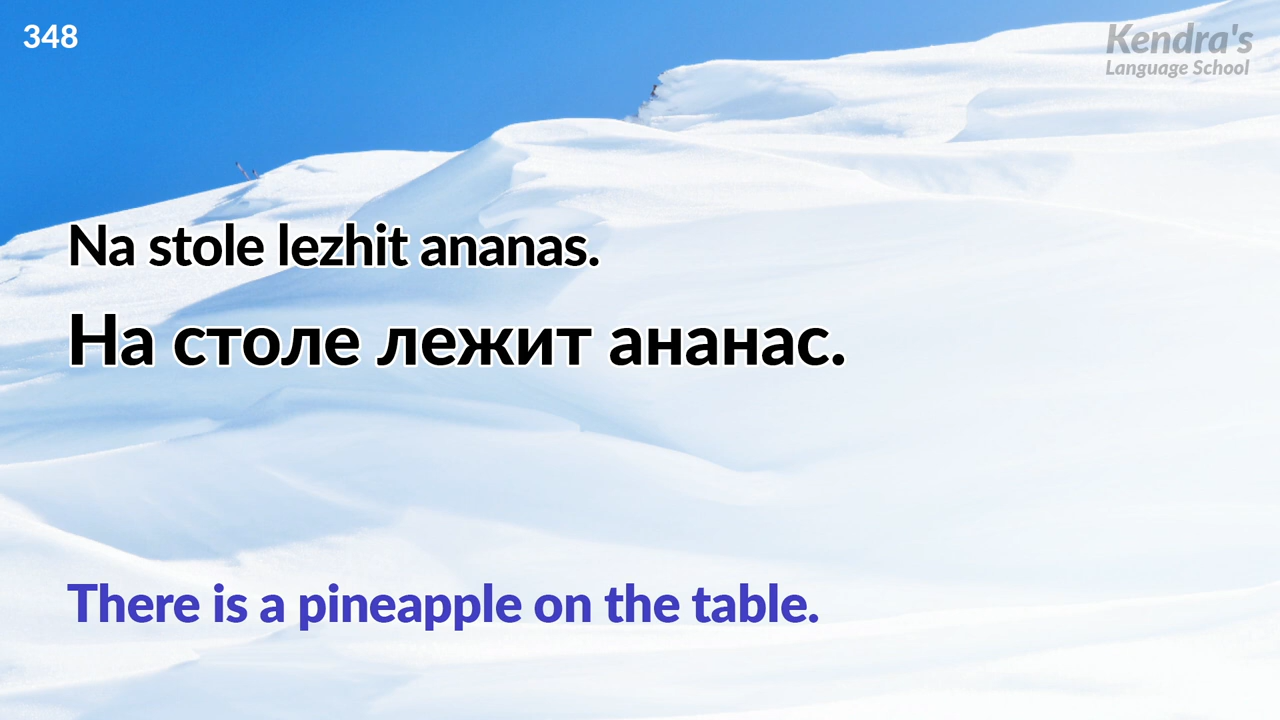 348
Kendra's
Language School
Na stole lezhit ananas.
На столе лежит ананас.
There is a pineapple on the table.